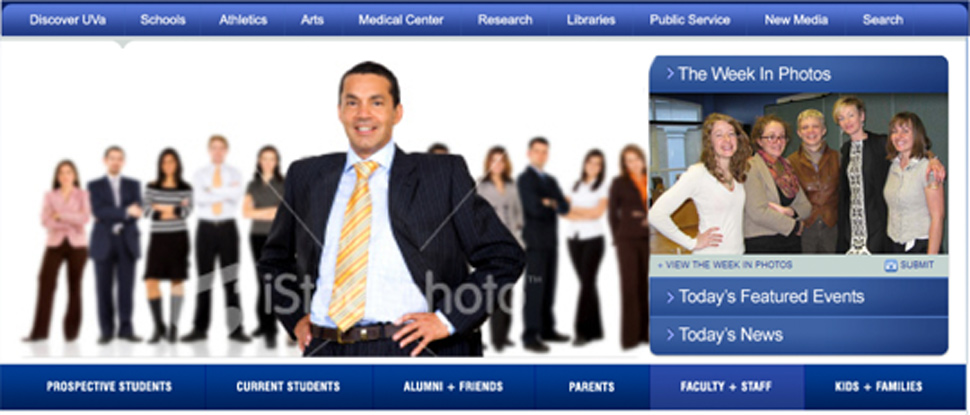 Discover UVa Schools Athletics Arts Medical Center Research Libraries Public Service New Media Search
> The Week In Photos
+ VIEW THE WEEK IN PHOTOS SUBMIT
> Today's Featured Events
> Today's News
iStockphoto™
PROSPECTIVE STUDENTS CURRENT STUDENTS ALUMNI + FRIENDS PARENTS FACULTY + STAFF KIDS + FAMILIES